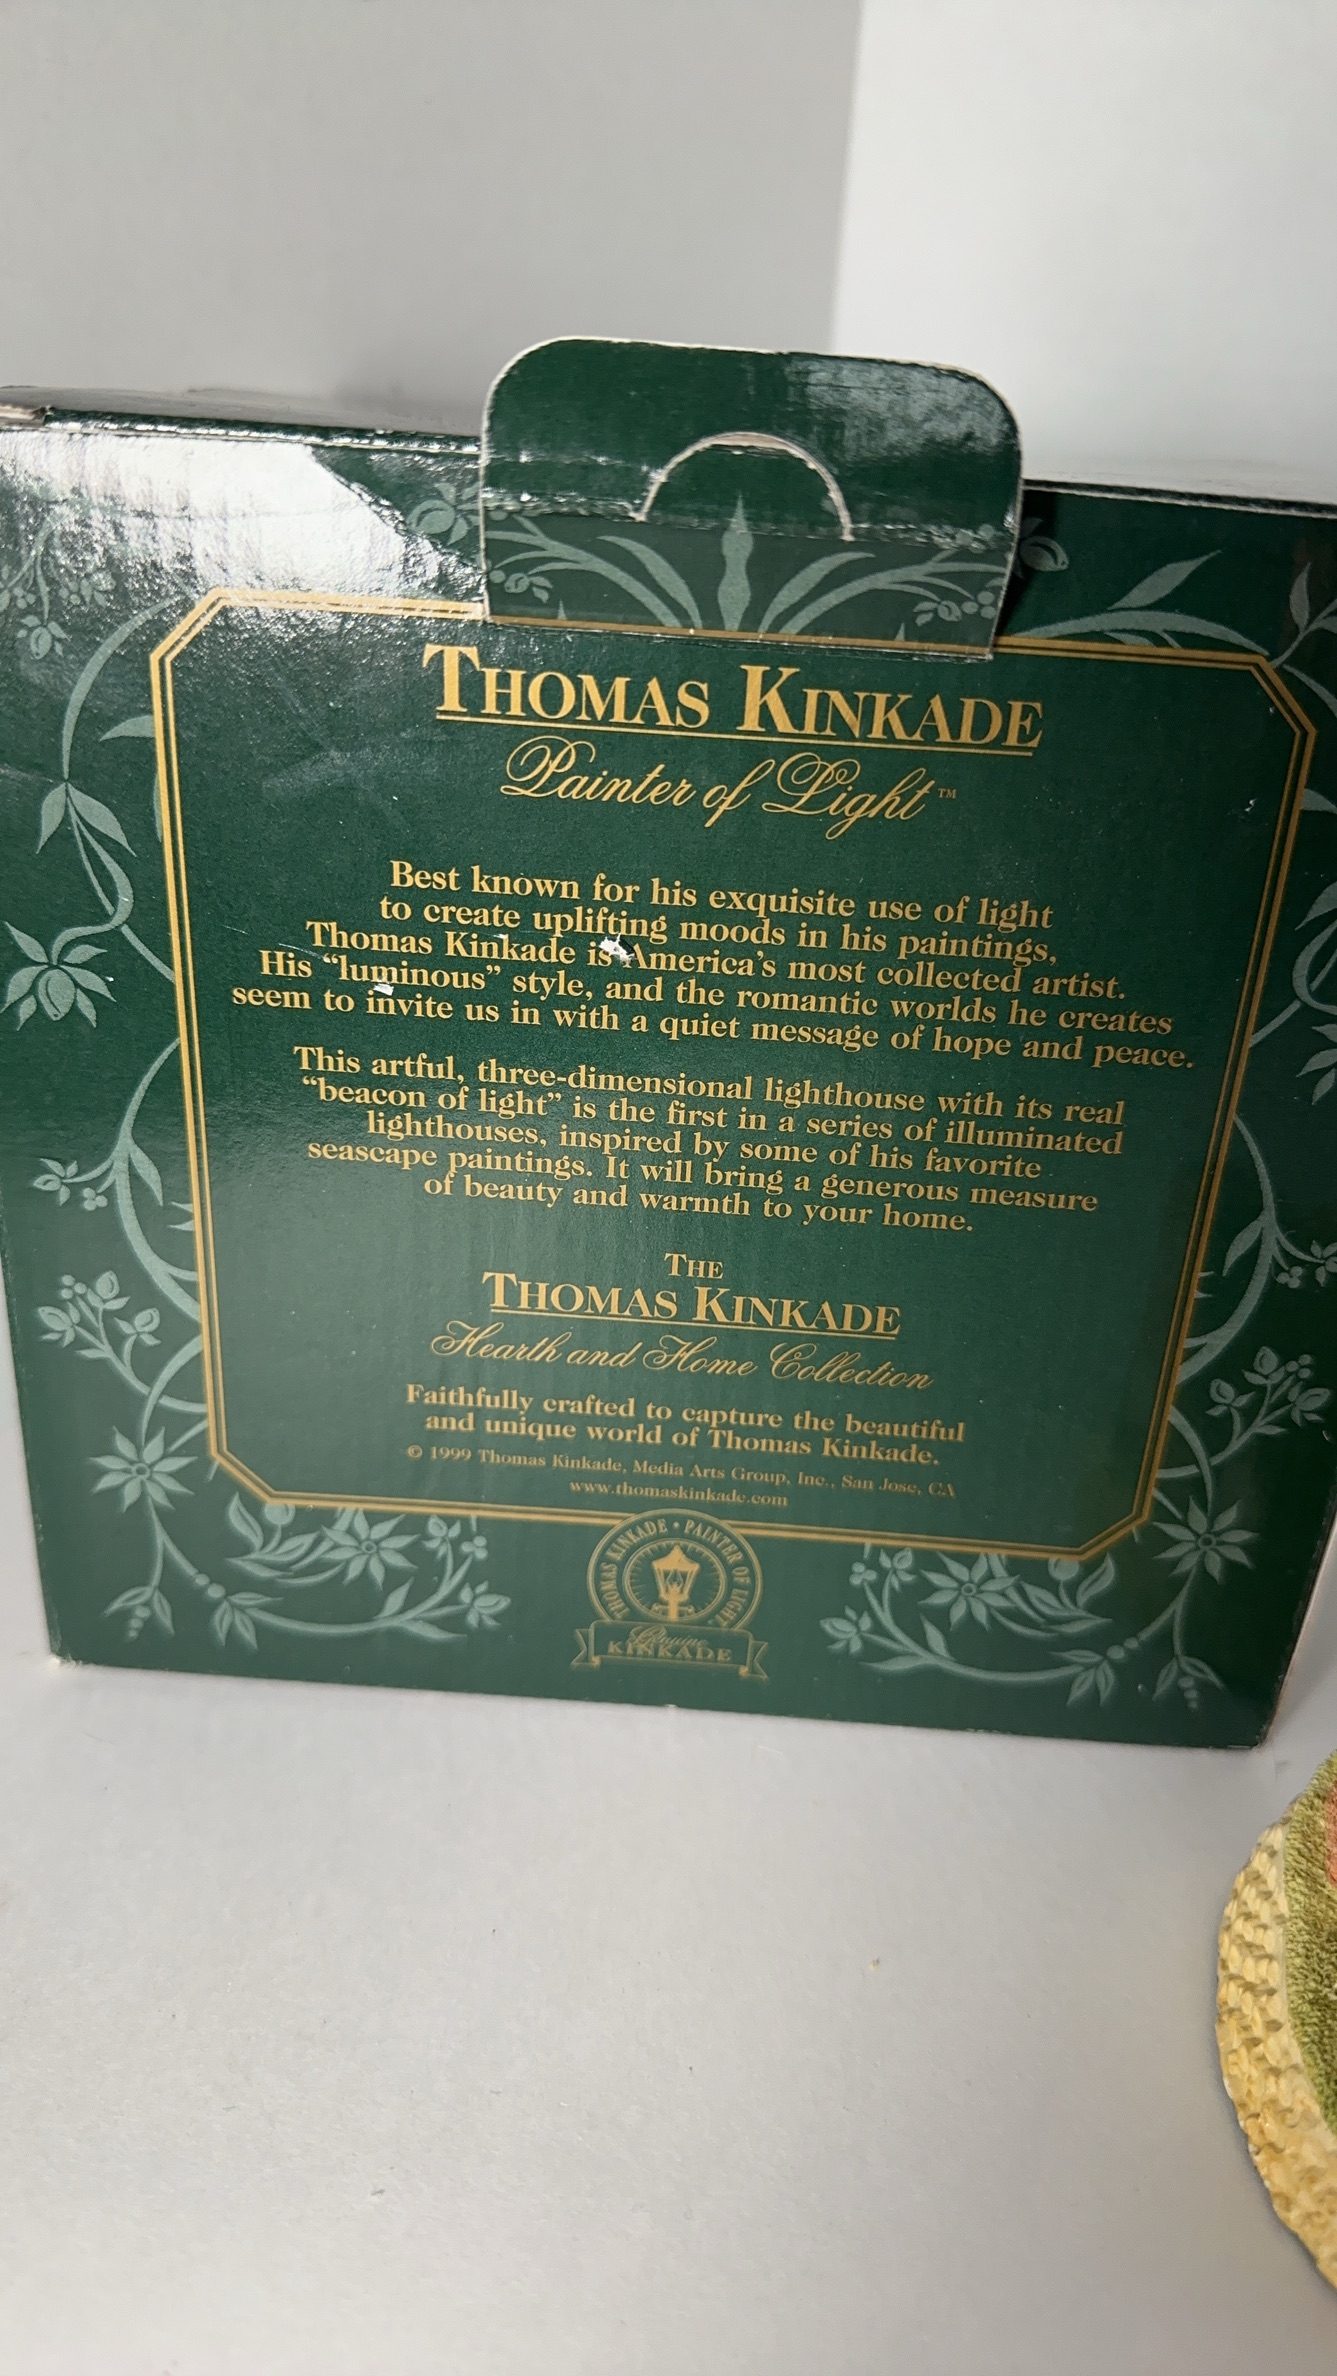 THOMAS KINKADE
Painter of Light™
Best known for his exquisite use of light
to create uplifting moods in his paintings,
Thomas Kinkade is America's most collected artist.
His “luminous” style, and the romantic worlds he creates
seem to invite us in with a quiet message of hope and peace.
This artful, three-dimensional lighthouse with its real
“beacon of light” is the first in a series of illuminated
lighthouses, inspired by some of his favorite
seascape paintings. It will bring a generous measure
of beauty and warmth to your home.
THE
THOMAS KINKADE
Hearth and Home Collection
Faithfully crafted to capture the beautiful
and unique world of Thomas Kinkade.
© 1999 Thomas Kinkade, Media Arts Group, Inc., San Jose, CA
www.thomaskinkade.com
THOMAS KINKADE • PAINTER OF LIGHT
Genuine
KINKADE